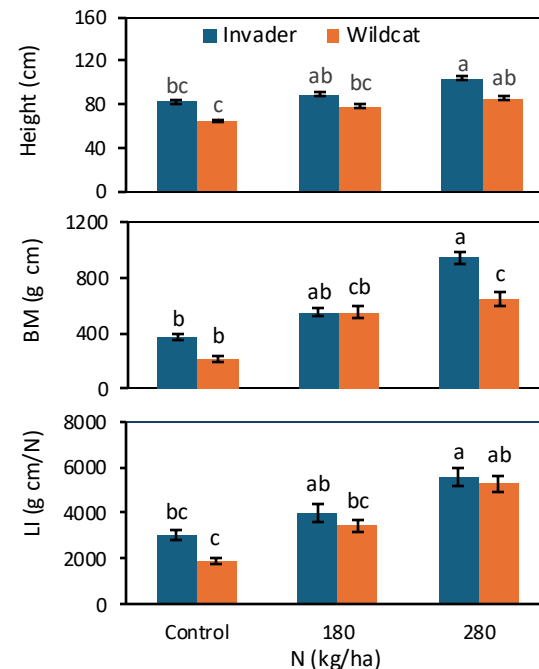 160
Invader Wildcat
Height (cm)
120
80
40
0
bc c ab bc a ab
1200
BM (g cm)
800
400
0
b b ab cb a c
8000
LI (g cm/N)
6000
4000
2000
0
bc c ab bc a ab
Control 180 280
N (kg/ha)